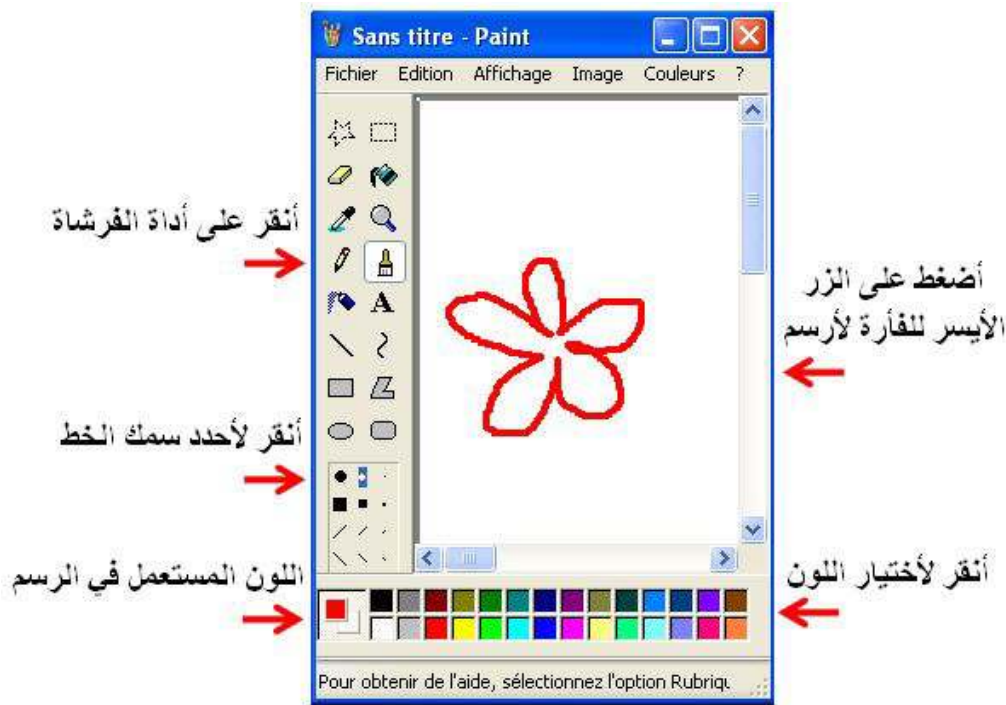 Sans titre - Paint
Fichier Edition Affichage Image Couleurs ?
A
أنقر على أداة الفرشاة
أضغط على الزر
الأيسر للفأرة لأرسم
أنقر لأحدد سمك الخط
اللون المستعمل في الرسم
أنقر لأختيار اللون
Pour obtenir de l'aide, sélectionnez l'option Rubriqu